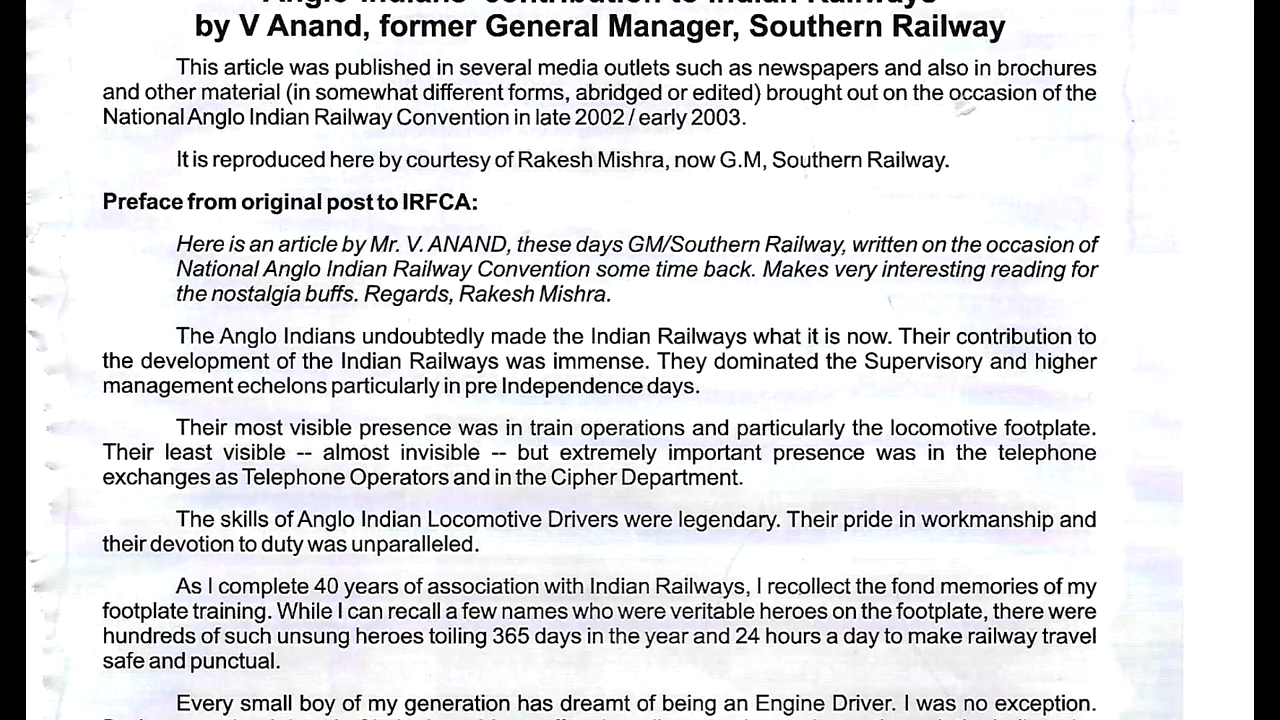 Anglo Indians' contribution to Indian Railways
by V Anand, former General Manager, Southern Railway
This article was published in several media outlets such as newspapers and also in brochures
and other material (in somewhat different forms, abridged or edited) brought out on the occasion of the
National Anglo Indian Railway Convention in late 2002 / early 2003.
It is reproduced here by courtesy of Rakesh Mishra, now G.M, Southern Railway.
Preface from original post to IRFCA:
Here is an article by Mr. V. ANAND, these days GM/Southern Railway, written on the occasion of
National Anglo Indian Railway Convention some time back. Makes very interesting reading for
the nostalgia buffs. Regards, Rakesh Mishra.
The Anglo Indians undoubtedly made the Indian Railways what it is now. Their contribution to
the development of the Indian Railways was immense. They dominated the Supervisory and higher
management echelons particularly in pre Independence days.
Their most visible presence was in train operations and particularly the locomotive footplate.
Their least visible -- almost invisible -- but extremely important presence was in the telephone
exchanges as Telephone Operators and in the Cipher Department.
The skills of Anglo Indian Locomotive Drivers were legendary. Their pride in workmanship and
their devotion to duty was unparalleled.
As I complete 40 years of association with Indian Railways, I recollect the fond memories of my
footplate training. While I can recall a few names who were veritable heroes on the footplate, there were
hundreds of such unsung heroes toiling 365 days in the year and 24 hours a day to make railway travel
safe and punctual.
Every small boy of my generation has dreamt of being an Engine Driver. I was no exception.